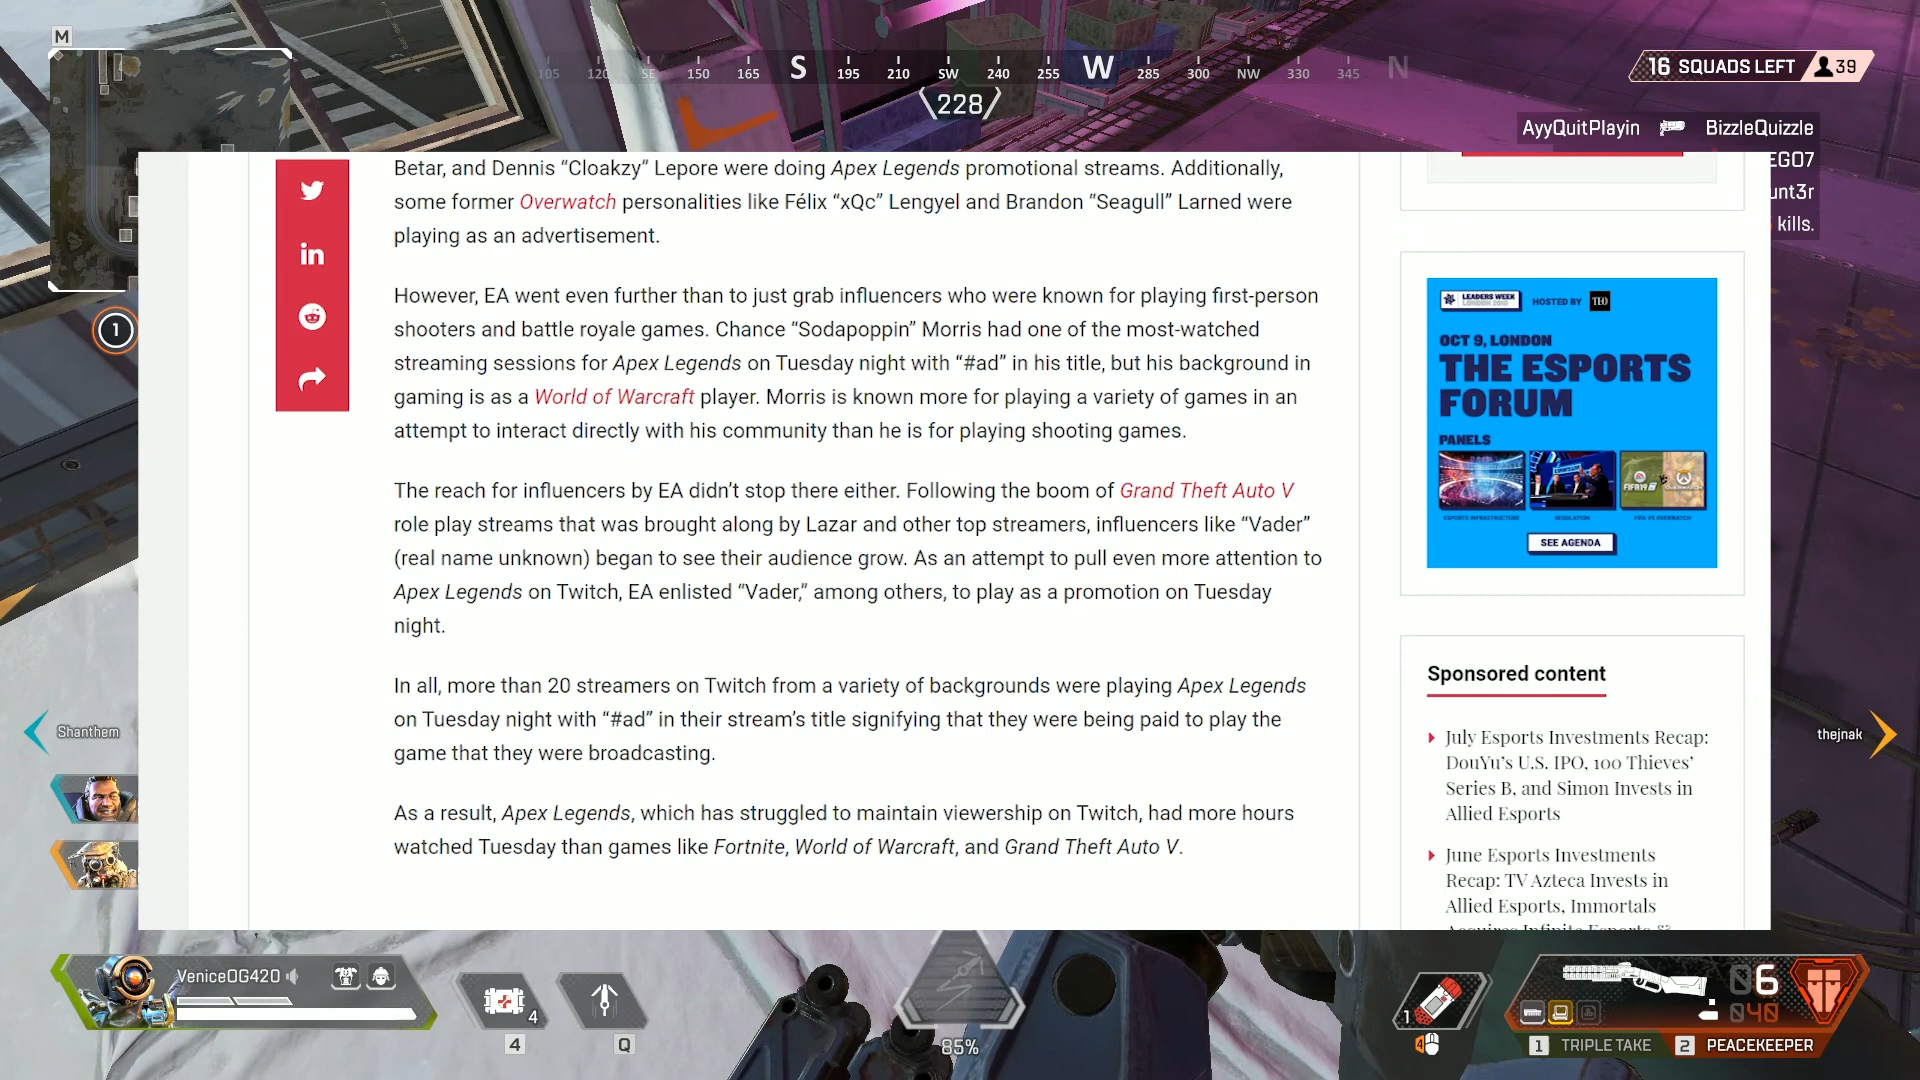 M
105 120 SE 150 165 S 195 210 SW 240 255 W 285 300 NW 330 345 N
228
16 SQUADS LEFT 39
AyyQuitPlayin BizzleQuizzle
EGO7
unt3r
kills.
1
Betar, and Dennis “Cloakzy” Lepore were doing Apex Legends promotional streams. Additionally,
some former Overwatch personalities like Félix “xQc” Lengyel and Brandon “Seagull” Larned were
playing as an advertisement.
However, EA went even further than to just grab influencers who were known for playing first-person
shooters and battle royale games. Chance “Sodapoppin” Morris had one of the most-watched
streaming sessions for Apex Legends on Tuesday night with “#ad” in his title, but his background in
gaming is as a World of Warcraft player. Morris is known more for playing a variety of games in an
attempt to interact directly with his community than he is for playing shooting games.
The reach for influencers by EA didn’t stop there either. Following the boom of Grand Theft Auto V
role play streams that was brought along by Lazar and other top streamers, influencers like “Vader”
(real name unknown) began to see their audience grow. As an attempt to pull even more attention to
Apex Legends on Twitch, EA enlisted “Vader,” among others, to play as a promotion on Tuesday
night.
In all, more than 20 streamers on Twitch from a variety of backgrounds were playing Apex Legends
on Tuesday night with “#ad” in their stream’s title signifying that they were being paid to play the
game that they were broadcasting.
As a result, Apex Legends, which has struggled to maintain viewership on Twitch, had more hours
watched Tuesday than games like Fortnite, World of Warcraft, and Grand Theft Auto V.
in
LEADERS WEEK
HOSTED BY TEO
OCT 9, LONDON
THE ESPORTS
FORUM
PANELS
FIFA19
ESPORTS INFRASTRUCTURE REGULATION FIFA VS OVERWATCH
SEE AGENDA
Sponsored content
July Esports Investments Recap:
DouYu’s U.S. IPO, 100 Thieves’
Series B, and Simon Invests in
Allied Esports
June Esports Investments
Recap: TV Azteca Invests in
Allied Esports, Immortals
Acquires Infinite Esports &
Shanthem
thejnak
VeniceOG420
4
4
Q
85%
1
4
06
040
1 TRIPLE TAKE 2 PEACEKEEPER